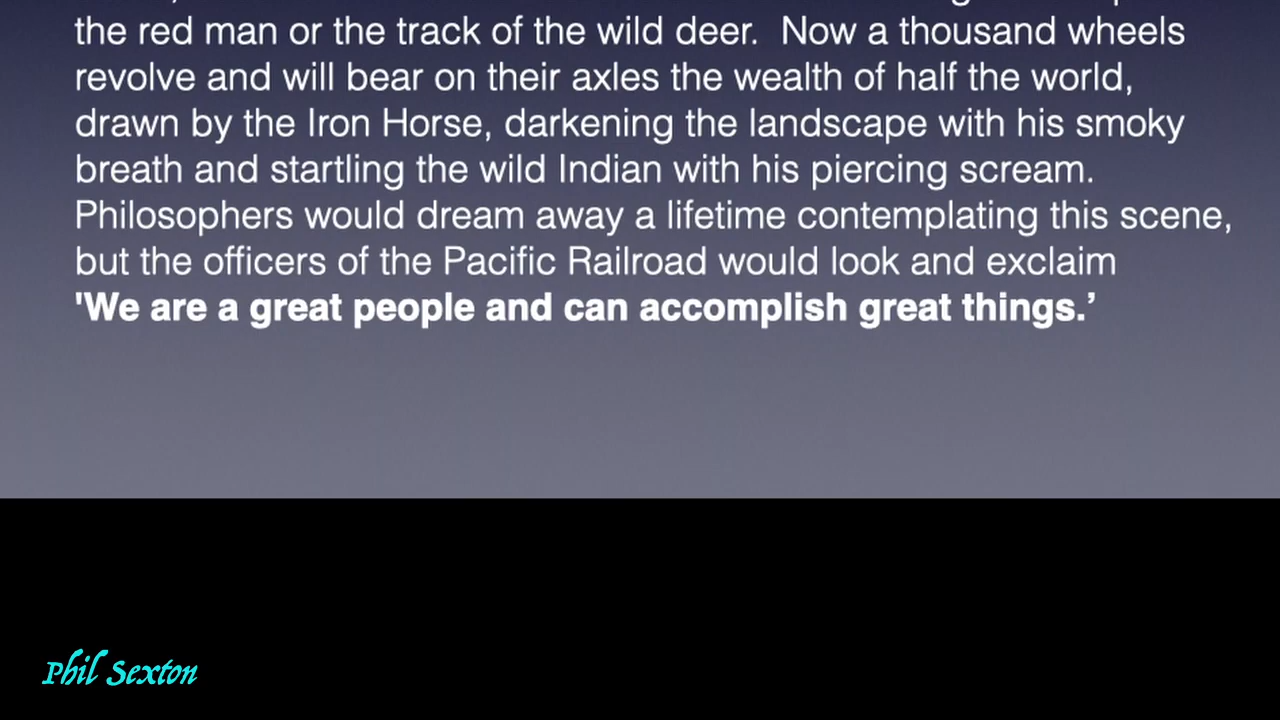 the red man or the track of the wild deer.  Now a thousand wheels
revolve and will bear on their axles the wealth of half the world,
drawn by the Iron Horse, darkening the landscape with his smoky
breath and startling the wild Indian with his piercing scream.
Philosophers would dream away a lifetime contemplating this scene,
but the officers of the Pacific Railroad would look and exclaim
'We are a great people and can accomplish great things.’
Phil Sexton